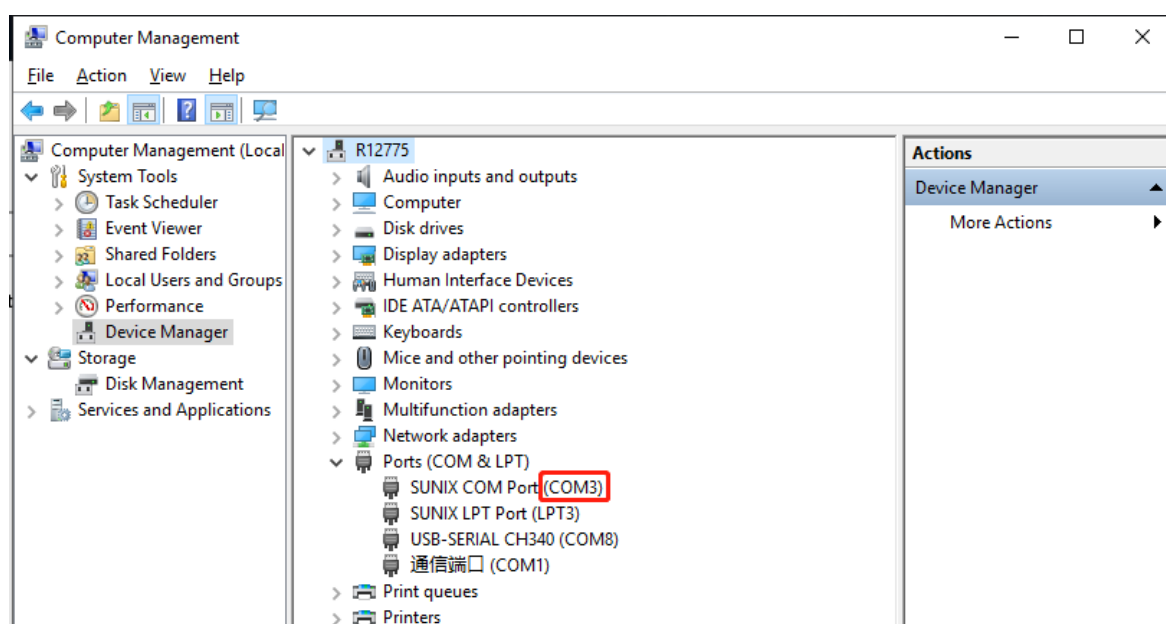 Computer Management
File Action View Help
Computer Management (Local
System Tools
Task Scheduler
Event Viewer
Shared Folders
Local Users and Groups
Performance
Device Manager
Storage
Disk Management
Services and Applications
R12775
Audio inputs and outputs
Computer
Disk drives
Display adapters
Human Interface Devices
IDE ATA/ATAPI controllers
Keyboards
Mice and other pointing devices
Monitors
Multifunction adapters
Network adapters
Ports (COM & LPT)
SUNIX COM Port (COM3)
SUNIX LPT Port (LPT3)
USB-SERIAL CH340 (COM8)
通信端口 (COM1)
Print queues
Printers
Actions
Device Manager
More Actions